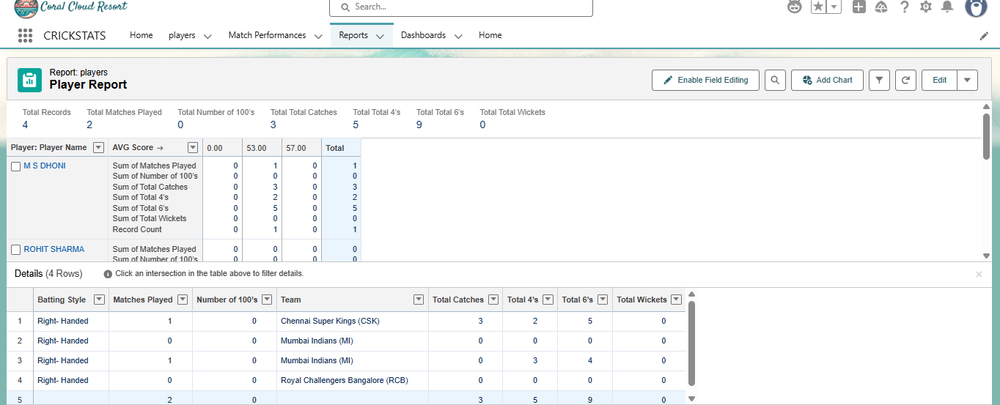 Coral Cloud Resort
Search...
CRICKSTATS Home players Match Performances Reports Dashboards Home
Report: players
Player Report
Enable Field Editing Add Chart Edit
Total Records Total Matches Played Total Number of 100's Total Total Catches Total Total 4's Total Total 6's Total Total Wickets
4 2 0 3 5 9 0
Player: Player Name AVG Score → 0.00 53.00 57.00 Total
M S DHONI Sum of Matches Played 0 1 0 1
Sum of Number of 100's 0 0 0 0
Sum of Total Catches 0 3 0 3
Sum of Total 4's 0 2 0 2
Sum of Total 6's 0 5 0 5
Sum of Total Wickets 0 0 0 0
Record Count 0 1 0 1
ROHIT SHARMA Sum of Matches Played 0 0 0 0
Sum of Number of 100's 0 0 0 0
Details (4 Rows) Click an intersection in the table above to filter details.
Batting Style Matches Played Number of 100's Team Total Catches Total 4's Total 6's Total Wickets
1 Right- Handed 1 0 Chennai Super Kings (CSK) 3 2 5 0
2 Right- Handed 0 0 Mumbai Indians (MI) 0 0 0 0
3 Right- Handed 1 0 Mumbai Indians (MI) 0 3 4 0
4 Right- Handed 0 0 Royal Challengers Bangalore (RCB) 0 0 0 0
5 2 0 3 5 9 0